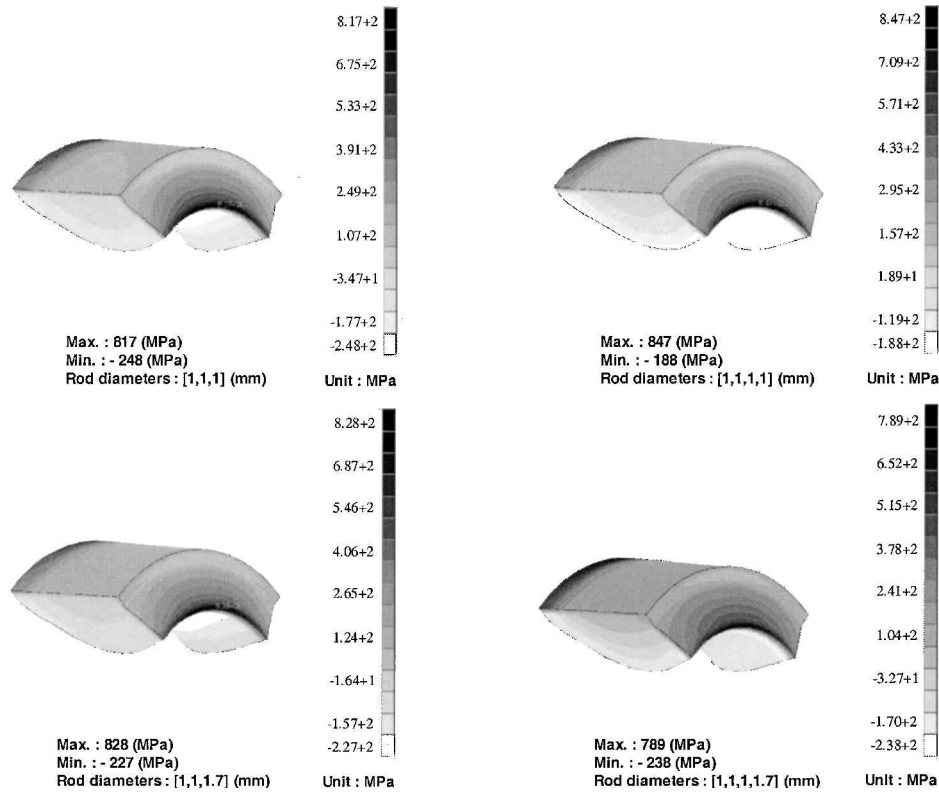 8.17+2
6.75+2
5.33+2
3.91+2
2.49+2
1.07+2
-3.47+1
-1.77+2
-2.48+2
Max. : 817 (MPa)
Min. : - 248 (MPa)
Rod diameters : [1,1,1] (mm)
Unit : MPa
8.47+2
7.09+2
5.71+2
4.33+2
2.95+2
1.57+2
1.89+1
-1.19+2
-1.88+2
Max. : 847 (MPa)
Min. : - 188 (MPa)
Rod diameters : [1,1,1,1] (mm)
Unit : MPa
8.28+2
6.87+2
5.46+2
4.06+2
2.65+2
1.24+2
-1.64+1
-1.57+2
-2.27+2
Max. : 828 (MPa)
Min. : - 227 (MPa)
Rod diameters : [1,1,1.7] (mm)
Unit : MPa
7.89+2
6.52+2
5.15+2
3.78+2
2.41+2
1.04+2
-3.27+1
-1.70+2
-2.38+2
Max. : 789 (MPa)
Min. : - 238 (MPa)
Rod diameters : [1,1,1,1.7] (mm)
Unit : MPa